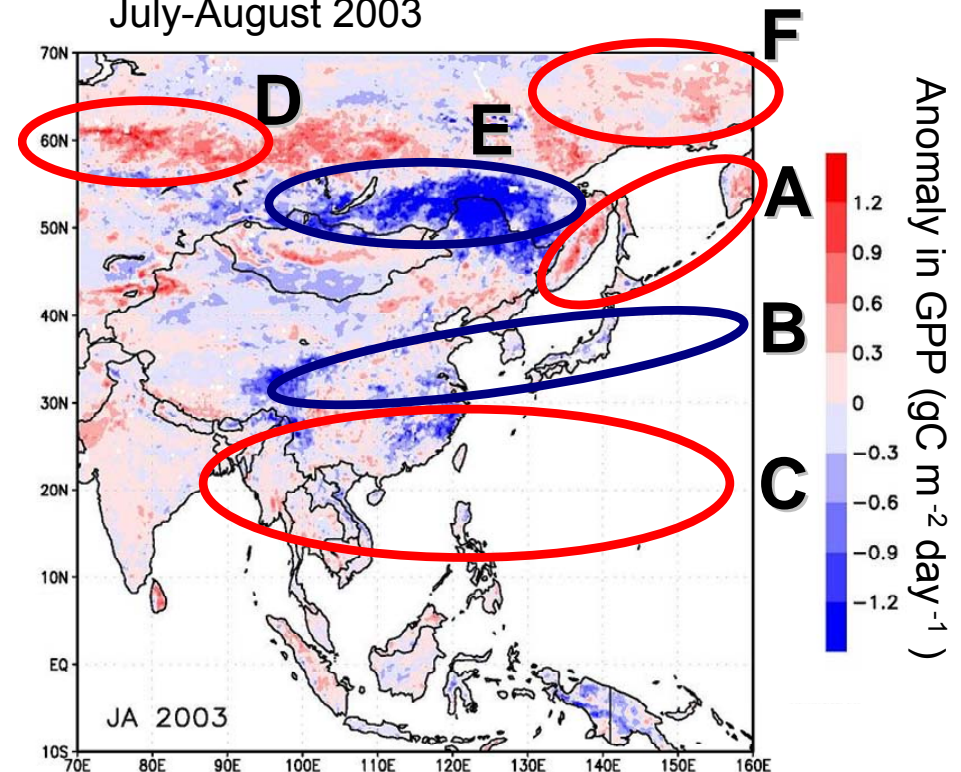 July-August 2003
F
D
E
A
B
C
70N
60N
50N
40N
30N
20N
10N
EQ
10S
JA 2003
70E 80E 90E 100E 110E 120E 130E 140E 150E 160E
1.2
0.9
0.6
0.3
0
−0.3
−0.6
−0.9
−1.2
Anomaly in GPP (gC m-2 day-1)